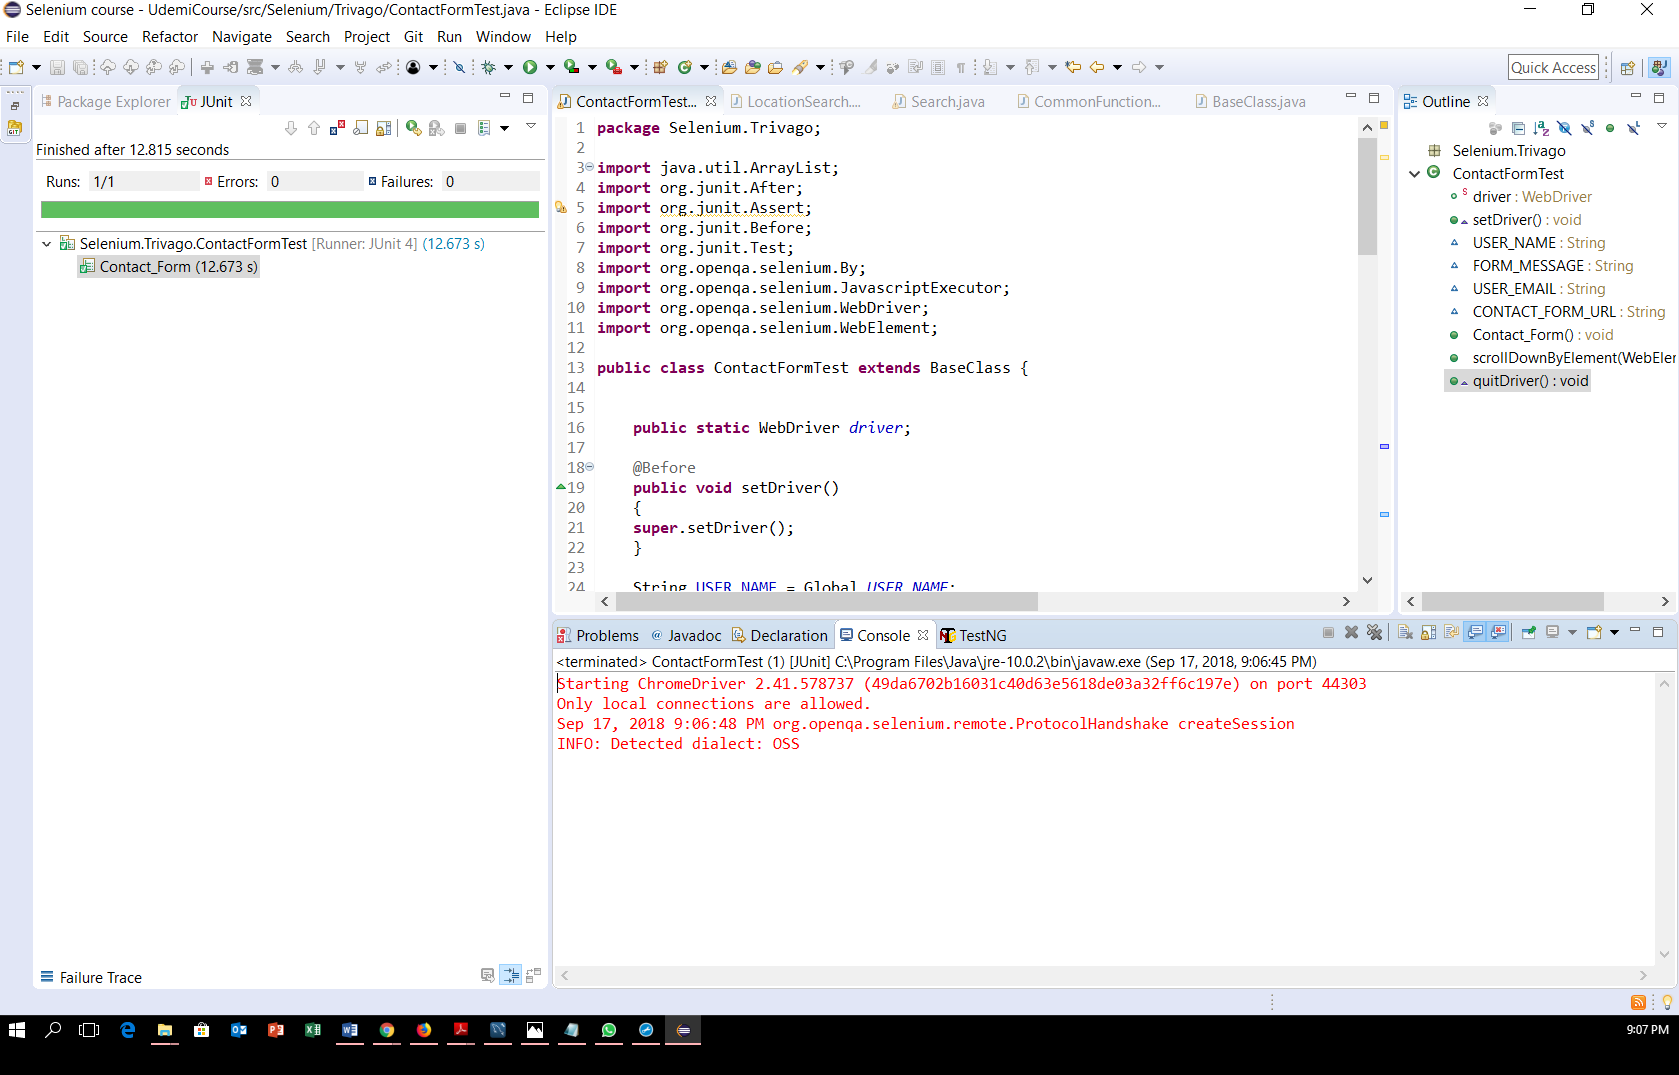 Selenium course - UdemiCourse/src/Selenium/Trivago/ContactFormTest.java - Eclipse IDE
File Edit Source Refactor Navigate Search Project Git Run Window Help
Quick Access
Package Explorer JUnit
Finished after 12.815 seconds
Runs: 1/1 Errors: 0 Failures: 0
Selenium.Trivago.ContactFormTest [Runner: JUnit 4] (12.673 s)
Contact_Form (12.673 s)
Failure Trace
ContactFormTest... LocationSearch.... Search.java CommonFunction... BaseClass.java
1 package Selenium.Trivago;
2
3 import java.util.ArrayList;
4 import org.junit.After;
5 import org.junit.Assert;
6 import org.junit.Before;
7 import org.junit.Test;
8 import org.openqa.selenium.By;
9 import org.openqa.selenium.JavascriptExecutor;
10 import org.openqa.selenium.WebDriver;
11 import org.openqa.selenium.WebElement;
12
13 public class ContactFormTest extends BaseClass {
14
15
16 public static WebDriver driver;
17
18 @Before
19 public void setDriver()
20 {
21 super.setDriver();
22 }
23
24 String USER_NAME = Global.USER_NAME;
Outline
Selenium.Trivago
ContactFormTest
driver : WebDriver
setDriver() : void
USER_NAME : String
FORM_MESSAGE : String
USER_EMAIL : String
CONTACT_FORM_URL : String
Contact_Form() : void
scrollDownByElement(WebEler
quitDriver() : void
Problems Javadoc Declaration Console TestNG
<terminated> ContactFormTest (1) [JUnit] C:\Program Files\Java\jre-10.0.2\bin\javaw.exe (Sep 17, 2018, 9:06:45 PM)
Starting ChromeDriver 2.41.578737 (49da6702b16031c40d63e5618de03a32ff6c197e) on port 44303
Only local connections are allowed.
Sep 17, 2018 9:06:48 PM org.openqa.selenium.remote.ProtocolHandshake createSession
INFO: Detected dialect: OSS
9:07 PM